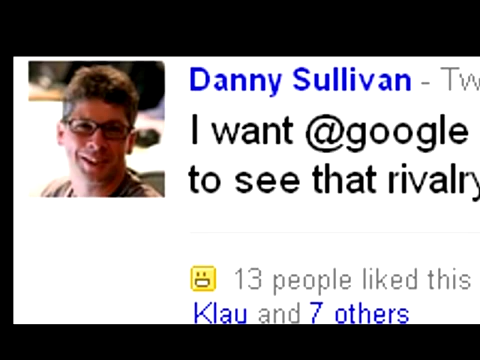 Danny Sullivan - Tw
I want @google
to see that rivalry
13 people liked this
Klau and 7 others